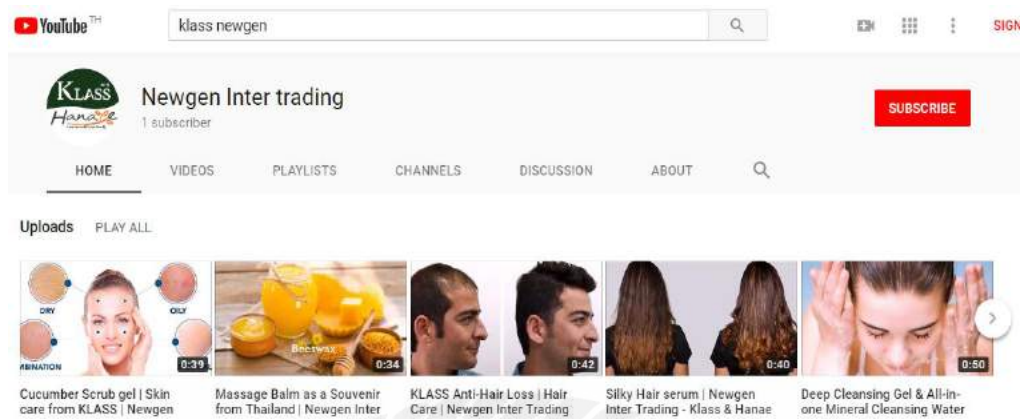 YouTube TH
klass newgen
SIGN
KLASS
Hanae
Newgen Inter trading
1 subscriber
SUBSCRIBE
HOME VIDEOS PLAYLISTS CHANNELS DISCUSSION ABOUT
Uploads PLAY ALL
DRY OILY
MBINATION 0:39
Beeswax 0:34
0:42
0:40
0:50
Cucumber Scrub gel | Skin
care from KLASS | Newgen
Massage Balm as a Souvenir
from Thailand | Newgen Inter
KLASS Anti-Hair Loss | Hair
Care | Newgen Inter Trading
Silky Hair serum | Newgen
Inter Trading - Klass & Hanae
Deep Cleansing Gel & All-in-
one Mineral Cleansing Water